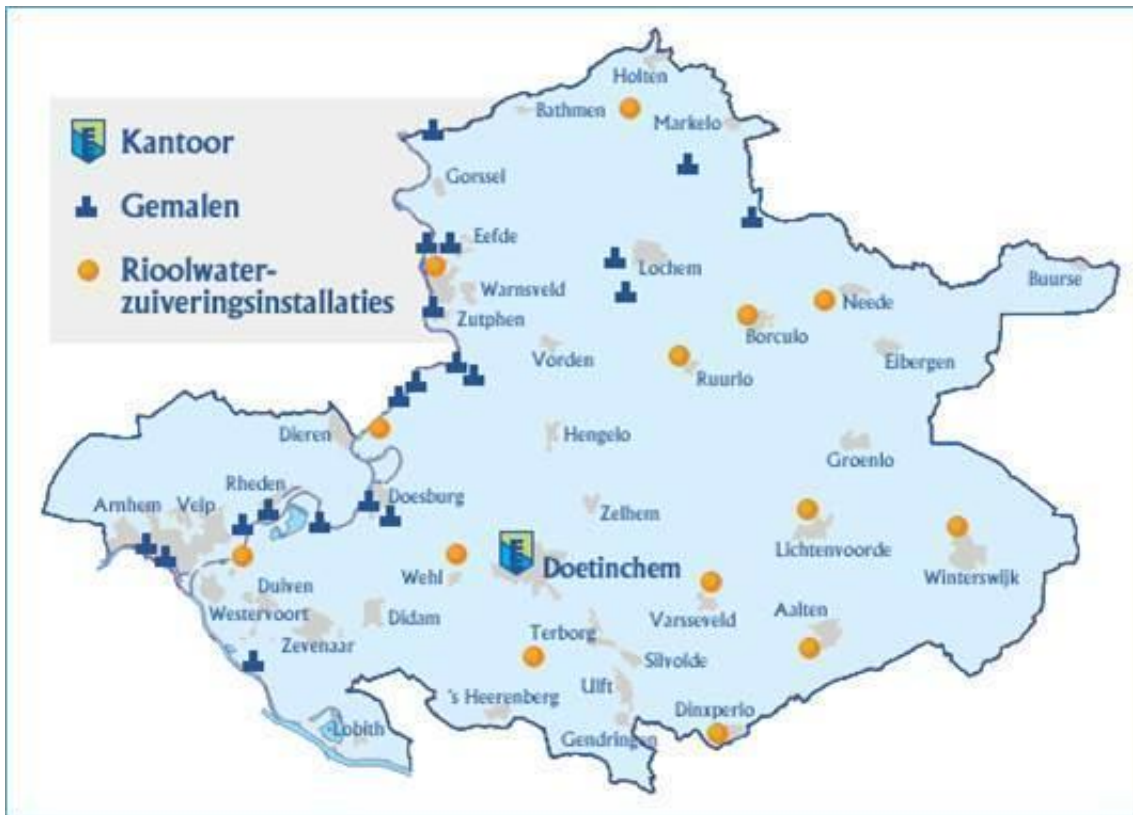 Kantoor
Gemalen
Rioolwater-
zuiveringsinstallaties
Holten
Bathmen
Markelo
Gorssel
Eefde
Lochem
Buurse
Warnsveld
Neede
Zutphen
Borculo
Vorden
Eibergen
Ruurlo
Dieren
Hengelo
Groenlo
Rheden
Doesburg
Arnhem
Velp
Zelhem
Lichtenvoorde
Doetinchem
Wehl
Winterswijk
Duiven
Westervoort
Didam
Varsseveld
Aalten
Zevenaar
Terborg
Silvolde
Ulft
's Heerenberg
Dinxperlo
Lobith
Gendringen